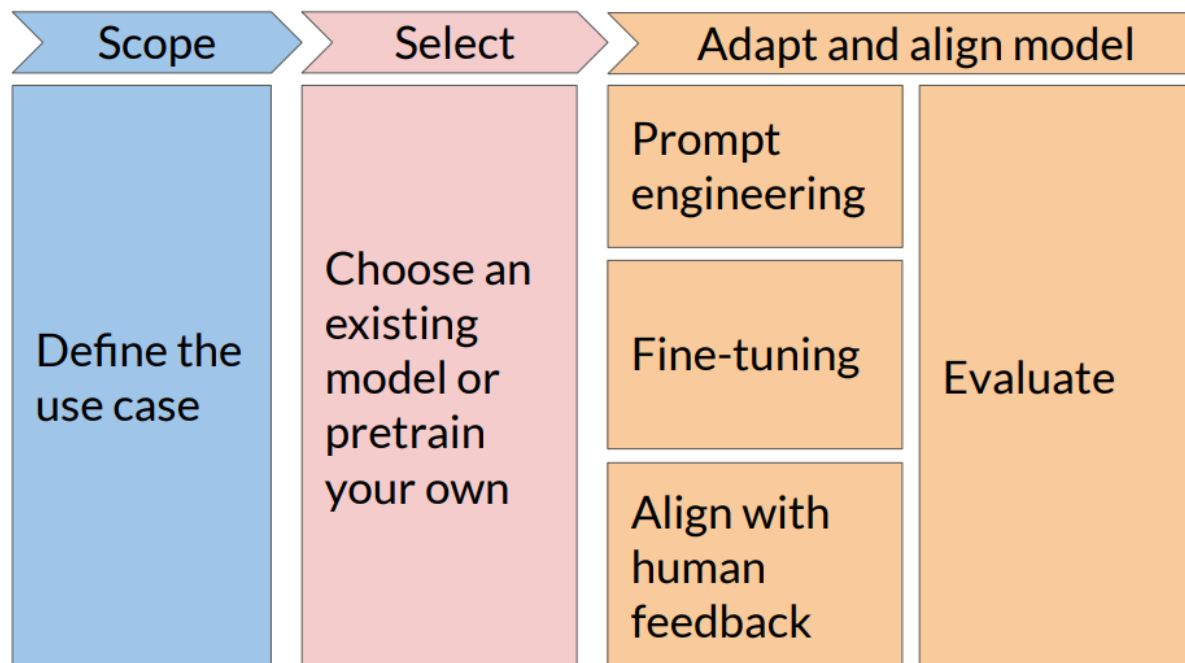 Scope
Select
Adapt and align model
Define the
use case
Choose an
existing
model or
pretrain
your own
Prompt
engineering
Fine-tuning
Align with
human
feedback
Evaluate